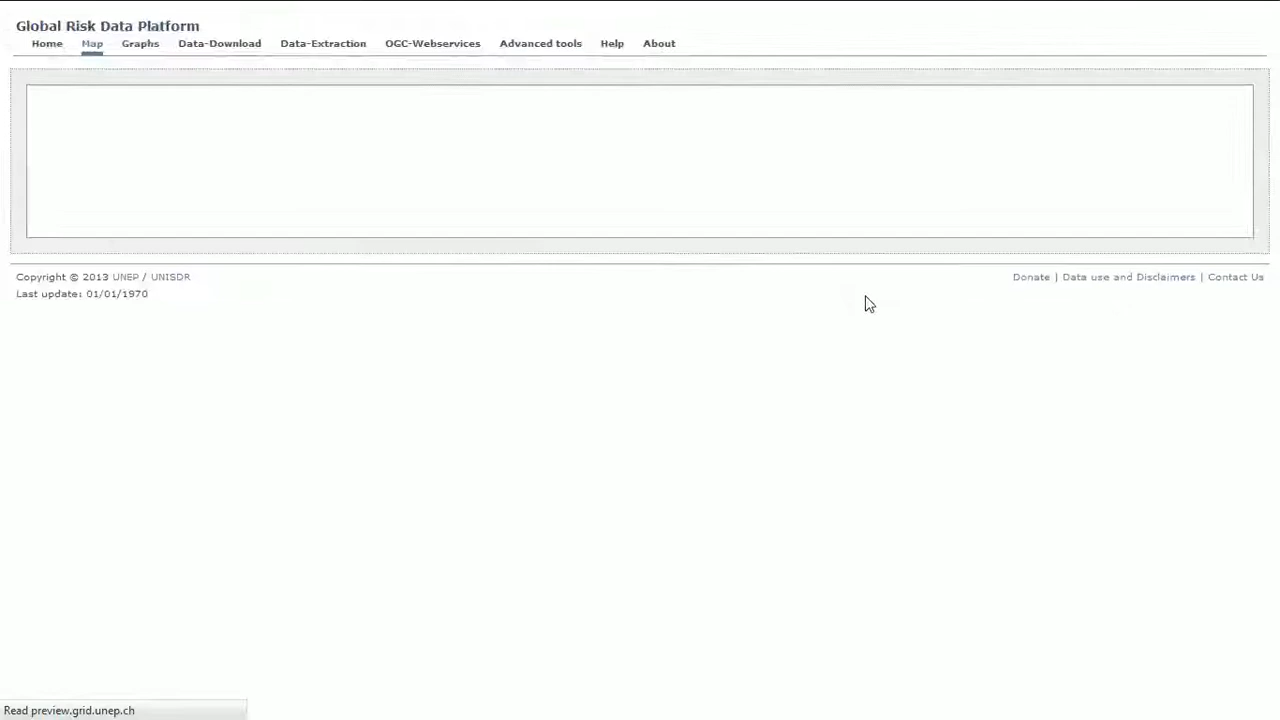 Global Risk Data Platform
Home Map Graphs Data-Download Data-Extraction OGC-Webservices Advanced tools Help About
Copyright © 2013 UNEP / UNISDR
Donate | Data use and Disclaimers | Contact Us
Last update: 01/01/1970
Read preview.grid.unep.ch